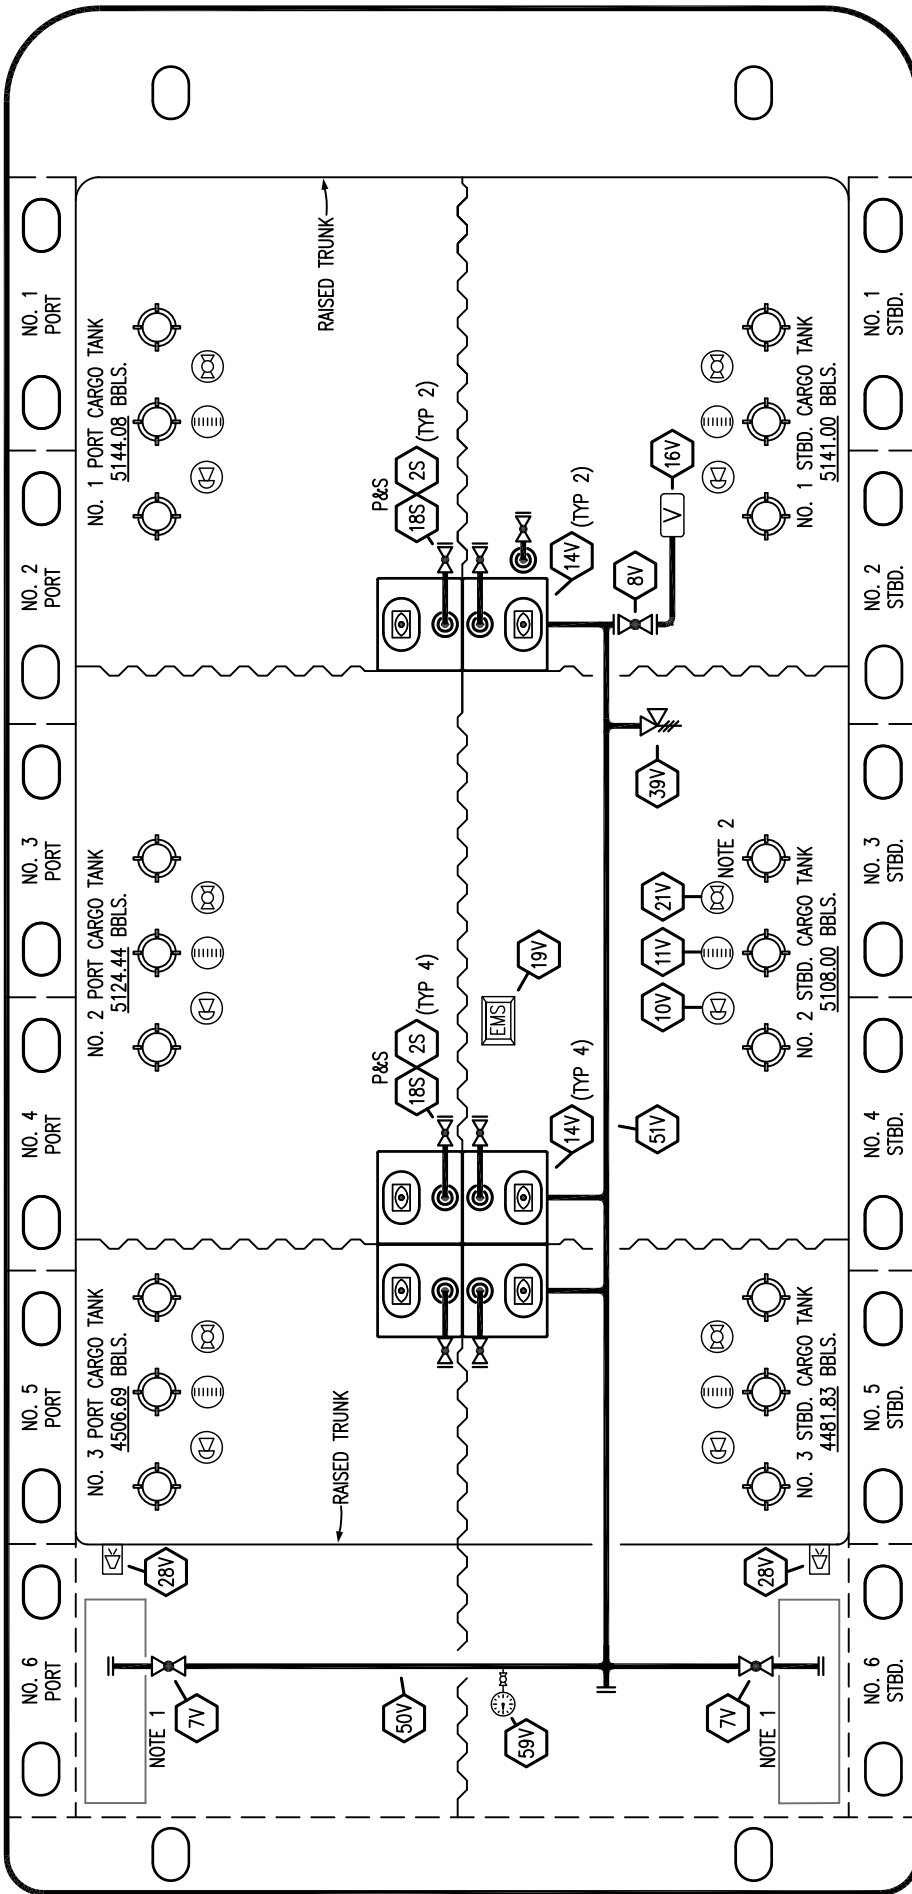 NO. 6
PORT
NO. 5
PORT
NO. 4
PORT
NO. 3
PORT
NO. 2
PORT
NO. 1
PORT
NO. 3 PORT CARGO TANK
4506.69 BBLS.
NO. 2 PORT CARGO TANK
5124.44 BBLS.
NO. 1 PORT CARGO TANK
5144.08 BBLS.
28V
7V
NOTE 1
RAISED TRUNK
RAISED TRUNK
P&S
18S 2S (TYP 4)
P&S
18S 2S (TYP 2)
50V
59V
EMS
19V
14V (TYP 4)
14V (TYP 2)
51V
39V
8V
V
16V
28V
7V
NOTE 1
10V
11V
21V
NOTE 2
NO. 3 STBD. CARGO TANK
4481.83 BBLS.
NO. 2 STBD. CARGO TANK
5108.00 BBLS.
NO. 1 STBD. CARGO TANK
5141.00 BBLS.
NO. 6
STBD.
NO. 5
STBD.
NO. 4
STBD.
NO. 3
STBD.
NO. 2
STBD.
NO. 1
STBD.